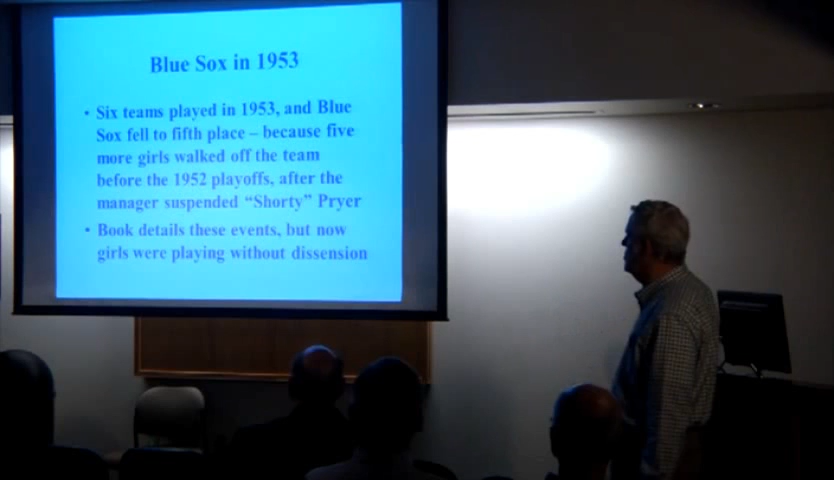 Blue Sox in 1953
• Six teams played in 1953, and Blue
Sox fell to fifth place – because five
more girls walked off the team
before the 1952 playoffs, after the
manager suspended “Shorty” Pryer
• Book details these events, but now
girls were playing without dissension